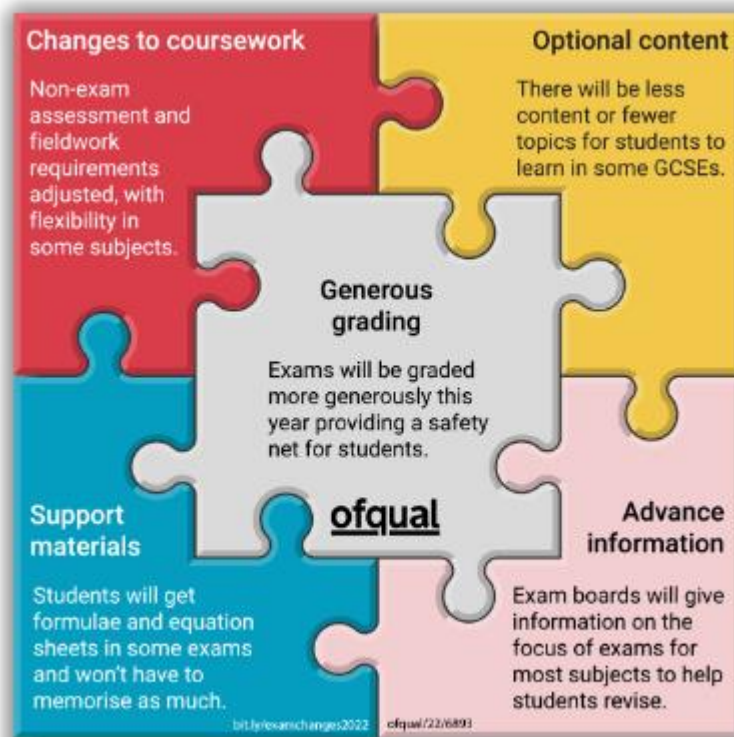 Changes to coursework
Non-exam
assessment and
fieldwork
requirements
adjusted, with
flexibility in
some subjects.
Optional content
There will be less
content or fewer
topics for students to
learn in some GCSEs.
Generous
grading
Exams will be graded
more generously this
year providing a safety
net for students.
ofqual
Support
materials
Students will get
formulae and equation
sheets in some exams
and won't have to
memorise as much.
bit.ly/examchanges2022
Advance
information
Exam boards will give
information on the
focus of exams for
most subjects to help
students revise.
ofqual/22/6893